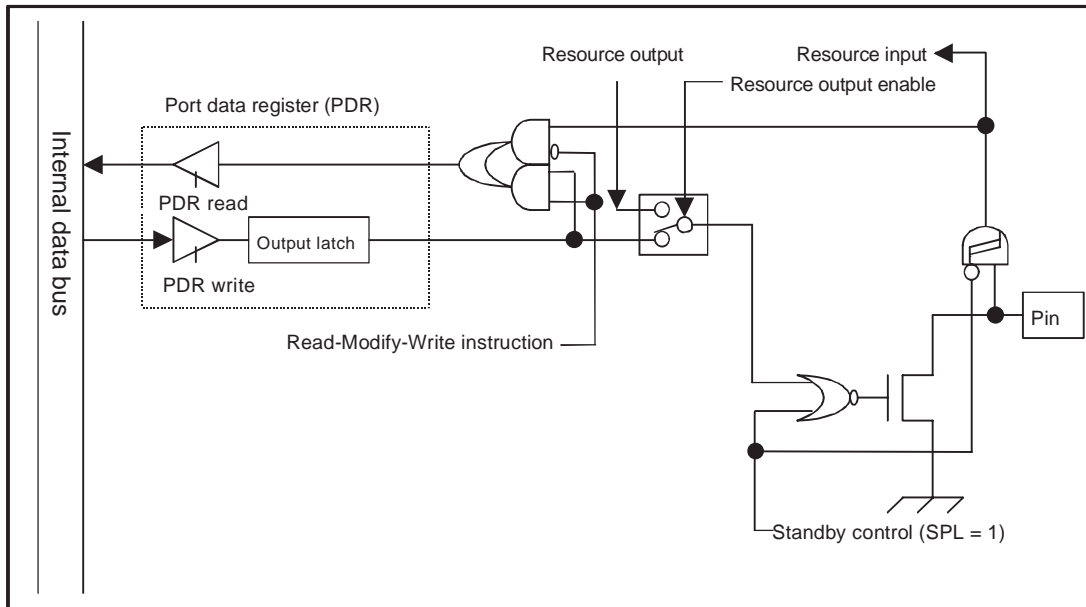 Resource output
Resource input
Resource output enable
Port data register (PDR)
Internal data bus
PDR read
Output latch
PDR write
Pin
Read-Modify-Write instruction
Standby control (SPL = 1)